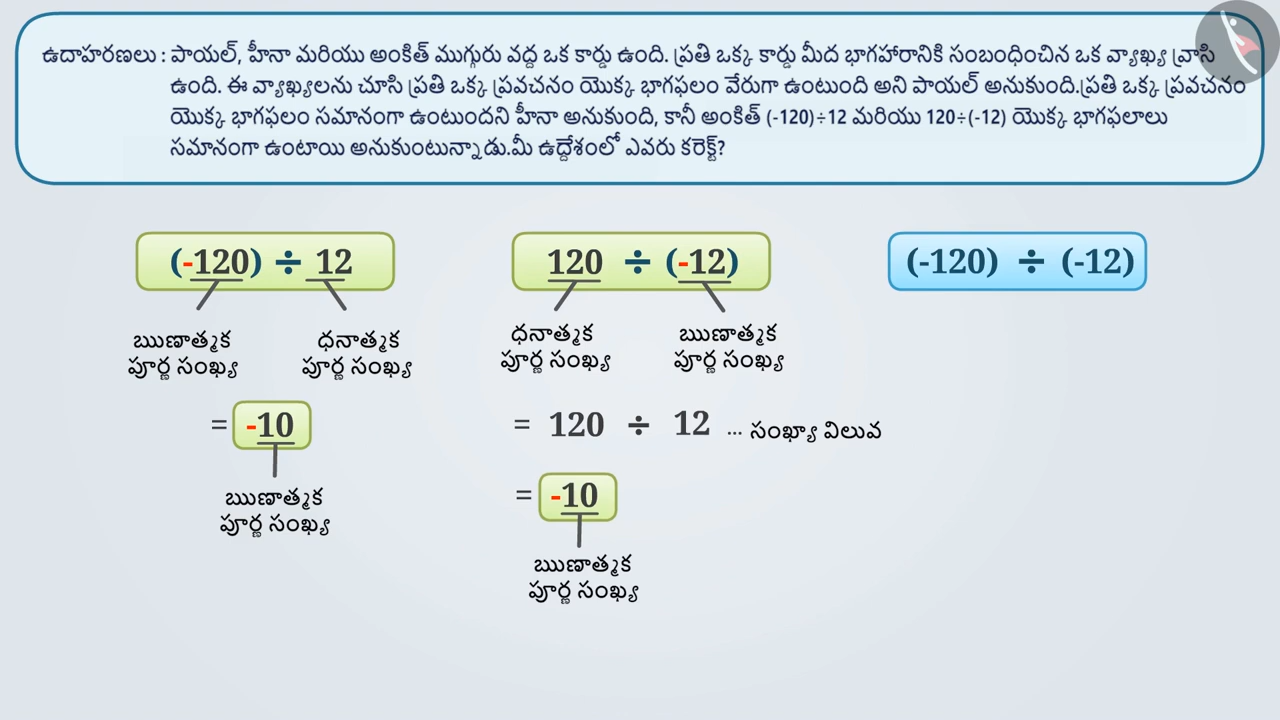 ఉదాహరణలు : పాయల్, హీనా మరియు అంకిత్ ముగ్గురు వద్ద ఒక కార్డు ఉంది. ప్రతి ఒక్క కార్డు మీద భాగహారానికి సంబంధించిన ఒక వ్యాఖ్య వ్రాసి
ఉంది. ఈ వ్యాఖ్యలను చూసి ప్రతి ఒక్క ప్రవచనం యొక్క భాగఫలం వేరుగా ఉంటుంది అని పాయల్ అనుకుంది.ప్రతి ఒక్క ప్రవచనం
యొక్క భాగఫలం సమానంగా ఉంటుందని హీనా అనుకుంది, కానీ అంకిత్ (-120)÷12 మరియు 120÷(-12) యొక్క భాగఫలాలు
సమానంగా ఉంటాయి అనుకుంటున్నాడు.మీ ఉద్దేశంలో ఎవరు కరెక్ట్?
(-120) ÷ 12
120 ÷ (-12)
(-120) ÷ (-12)
ఋణాత్మక
పూర్ణ సంఖ్య
ధనాత్మక
పూర్ణ సంఖ్య
ధనాత్మక
పూర్ణ సంఖ్య
ఋణాత్మక
పూర్ణ సంఖ్య
= -10
= 120 ÷ 12 ... సంఖ్యా విలువ
ఋణాత్మక
పూర్ణ సంఖ్య
= -10
ఋణాత్మక
పూర్ణ సంఖ్య